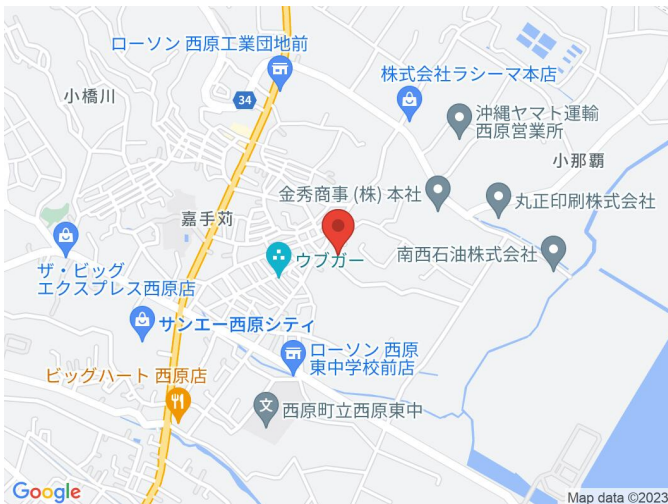 ローソン 西原工業団地前
株式会社ラシーマ本店
小橋川
34
沖縄ヤマト運輸
西原営業所
小那覇
金秀商事 (株) 本社
丸正印刷株式会社
嘉手苅
ウブガー
南西石油株式会社
ザ・ビッグ
エクスプレス西原店
サンエー西原シティ
ローソン 西原
東中学校前店
ビッグハート 西原店
西原町立西原東中
Google
Map data ©2023